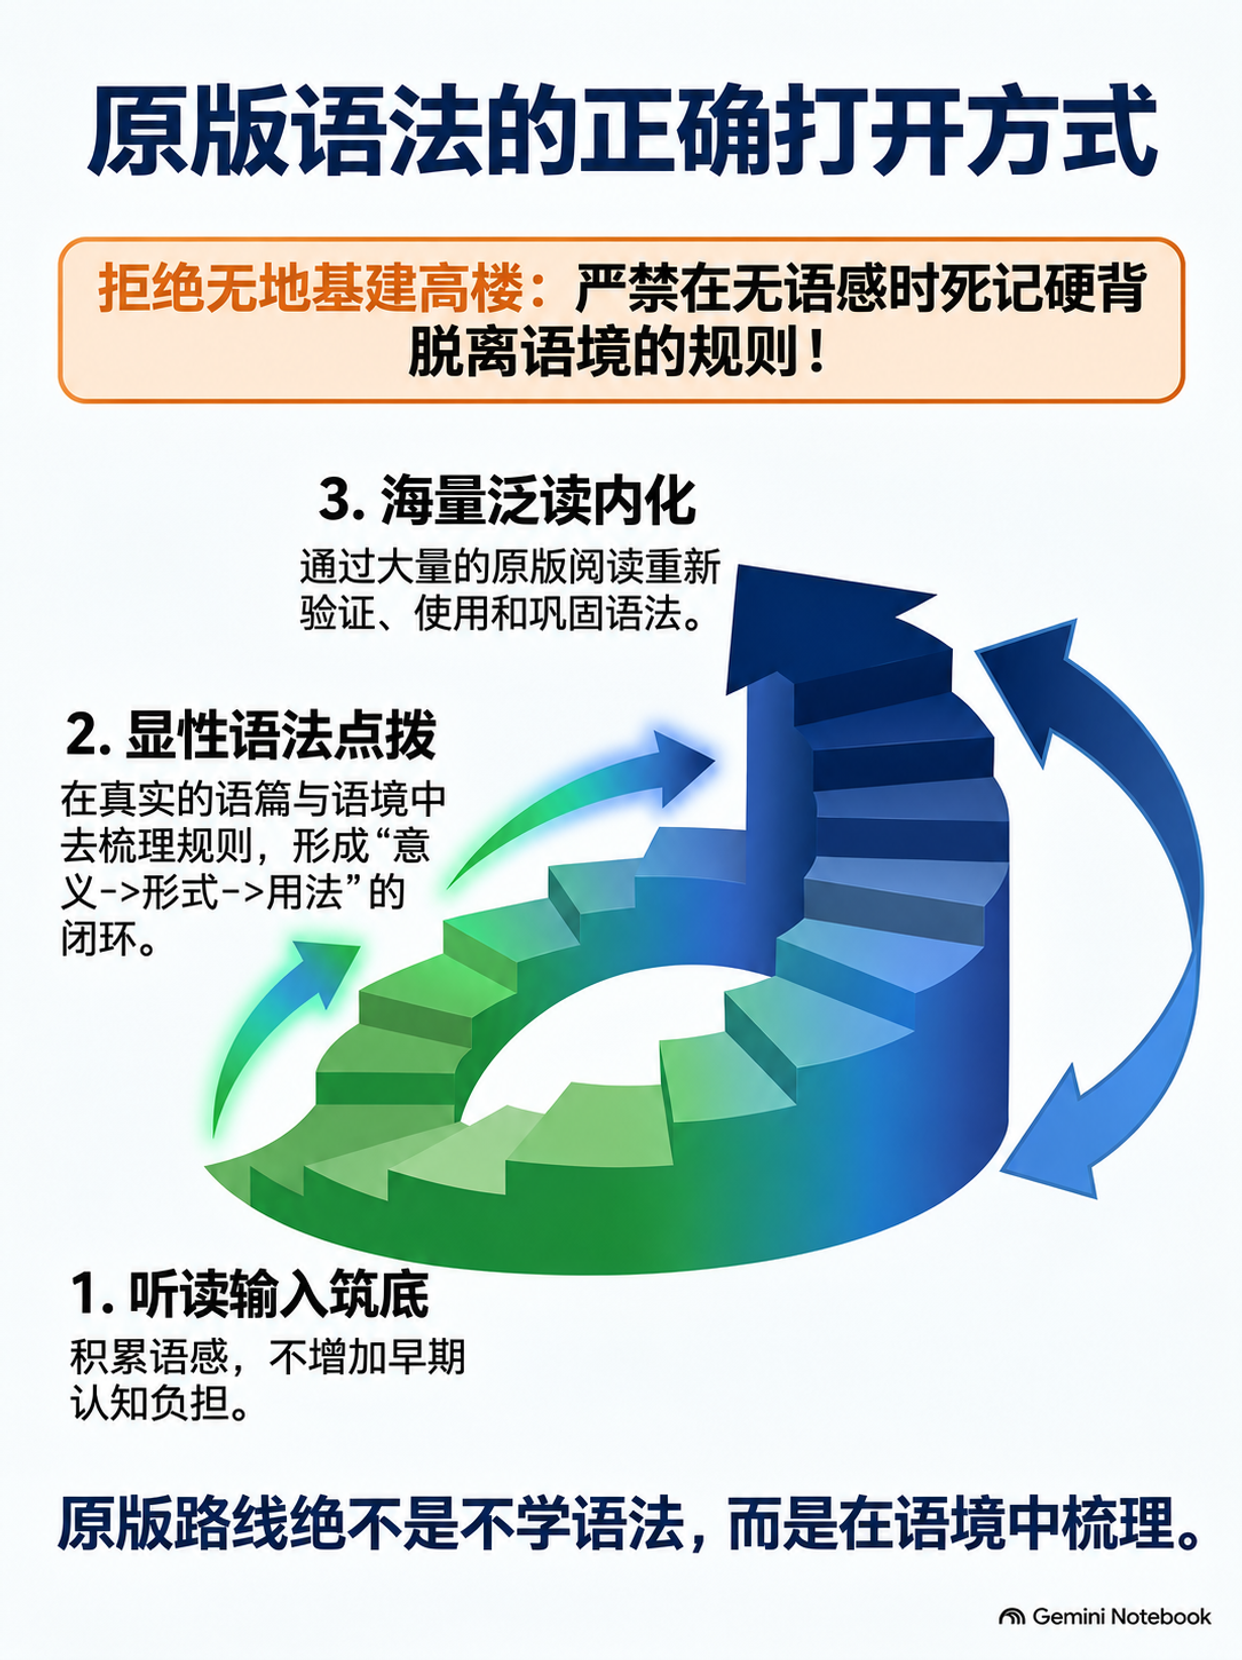 原版语法的正确打开方式
拒绝无地基建高楼：严禁在无语感时死记硬背
脱离语境的规则！
3. 海量泛读内化
通过大量的原版阅读重新
验证、使用和巩固语法。
2. 显性语法点拨
在真实的语篇与语境中
去梳理规则，形成“意
义->形式->用法”的
闭环。
1. 听读输入筑底
积累语感，不增加早期
认知负担。
原版路线绝不是不学语法，而是在语境中梳理。
Gemini Notebook